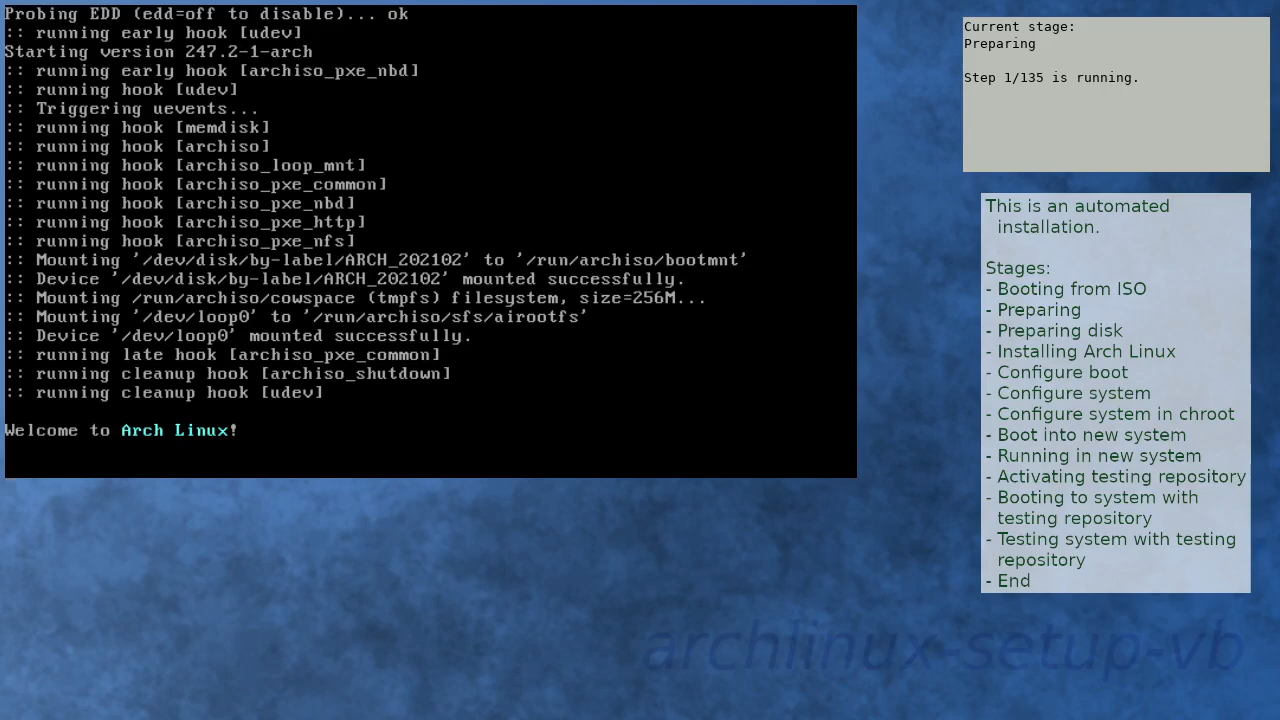 Probing EDD (edd=off to disable)... ok
:: running early hook [udev]
Starting version 247.2-1-arch
:: running early hook [archiso_pxe_nbd]
:: running hook [udev]
:: Triggering uevents...
:: running hook [memdisk]
:: running hook [archiso]
:: running hook [archiso_loop_mnt]
:: running hook [archiso_pxe_common]
:: running hook [archiso_pxe_nbd]
:: running hook [archiso_pxe_http]
:: running hook [archiso_pxe_nfs]
:: Mounting '/dev/disk/by-label/ARCH_202102' to '/run/archiso/bootmnt'
:: Device '/dev/disk/by-label/ARCH_202102' mounted successfully.
:: Mounting /run/archiso/cowspace (tmpfs) filesystem, size=256M...
:: Mounting '/dev/loop0' to '/run/archiso/sfs/airootfs'
:: Device '/dev/loop0' mounted successfully.
:: running late hook [archiso_pxe_common]
:: running cleanup hook [archiso_shutdown]
:: running cleanup hook [udev]
Welcome to Arch Linux!
Current stage:
Preparing
Step 1/135 is running.
This is an automated
installation.
Stages:
- Booting from ISO
- Preparing
- Preparing disk
- Installing Arch Linux
- Configure boot
- Configure system
- Configure system in chroot
- Boot into new system
- Running in new system
- Activating testing repository
- Booting to system with
testing repository
- Testing system with testing
repository
- End
archlinux-setup-vb